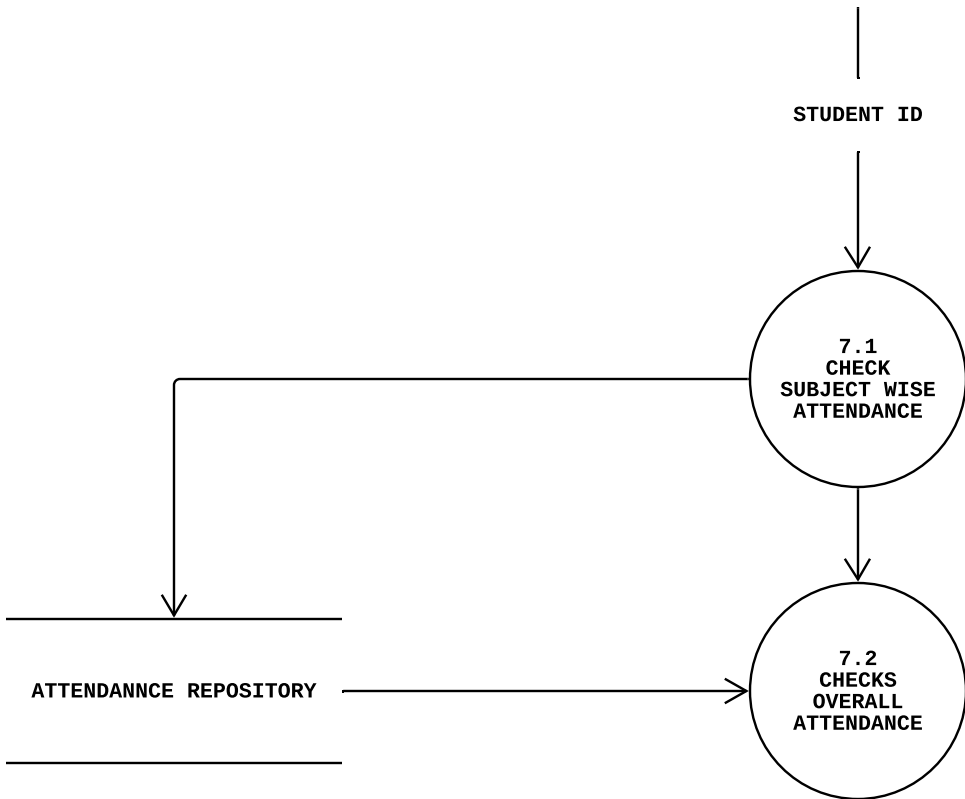 STUDENT ID
7.1
CHECK
SUBJECT WISE
ATTENDANCE
ATTENDANNCE REPOSITORY
7.2
CHECKS
OVERALL
ATTENDANCE